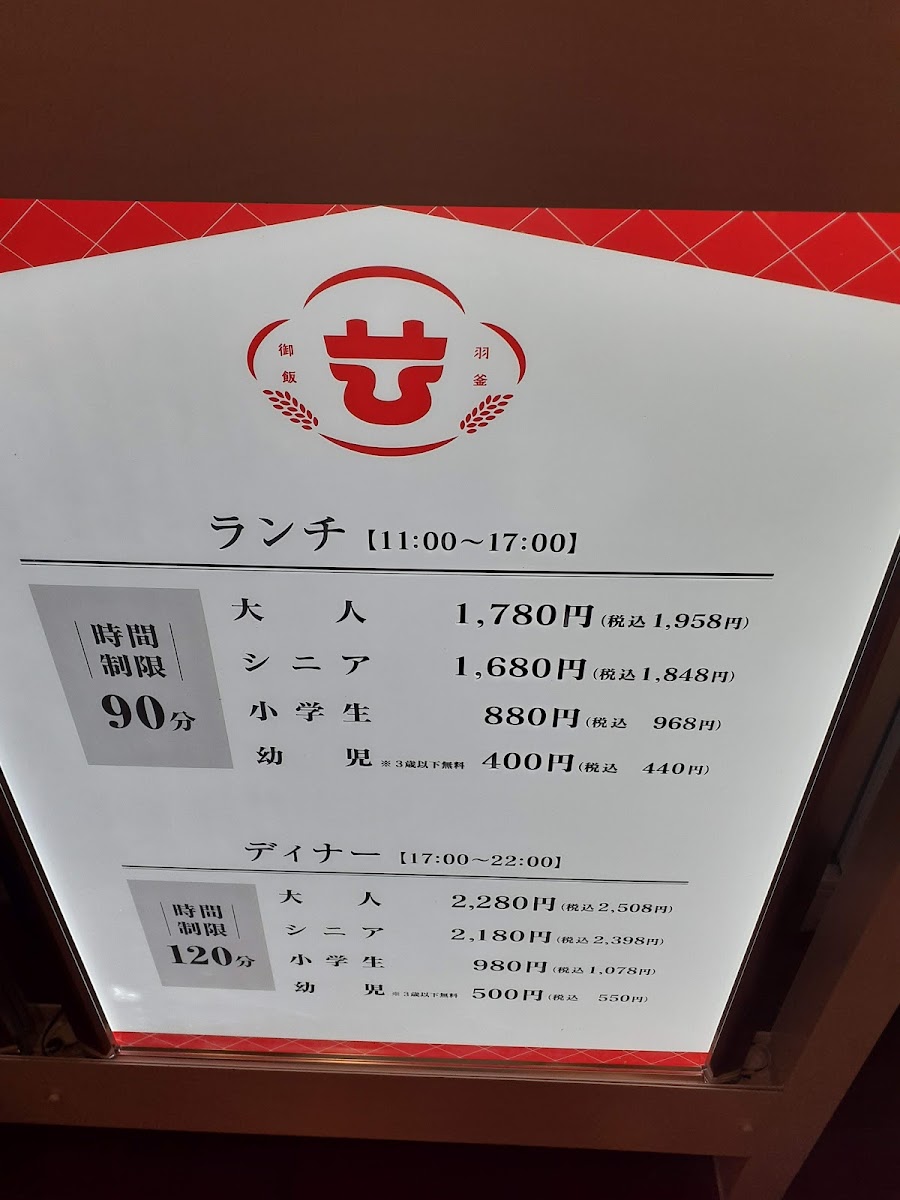 御飯
羽釜
ランチ【11:00～17:00】
時間
制限
90分
大人 1,780円(税込1,958円)
シニア 1,680円(税込1,848円)
小学生 880円(税込 968円)
幼児 ※3歳以下無料 400円(税込 440円)
ディナー【17:00～22:00】
時間
制限
120分
大人 2,280円(税込2,508円)
シニア 2,180円(税込2,398円)
小学生 980円(税込1,078円)
幼児 ※3歳以下無料 500円(税込 550円)